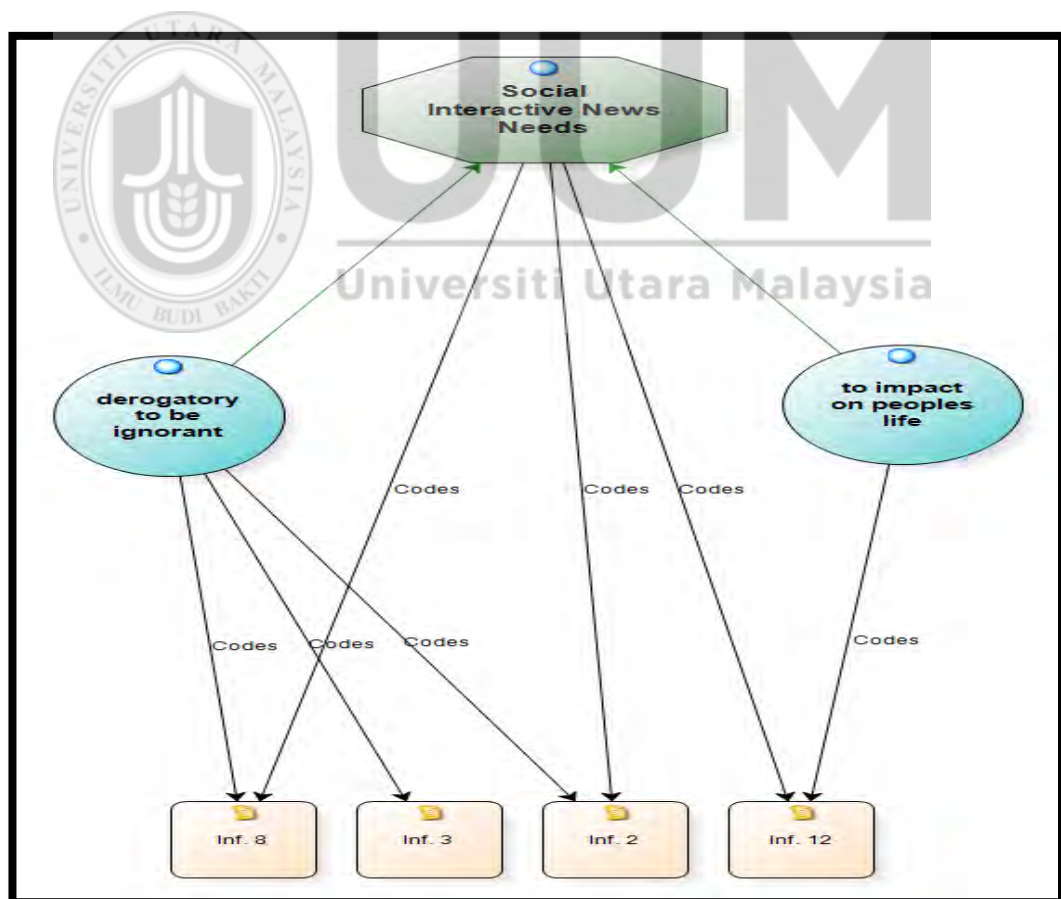 UNIVERSITI UTARA MALAYSIA
ILMU BUDI BAKTI
UUM
Universiti Utara Malaysia
Social
Interactive News
Needs
derogatory
to be
ignorant
to impact
on peoples
life
Codes
Codes
Codes
Codes
Codes
Codes
Codes
Inf. 8
Inf. 3
Inf. 2
Inf. 12